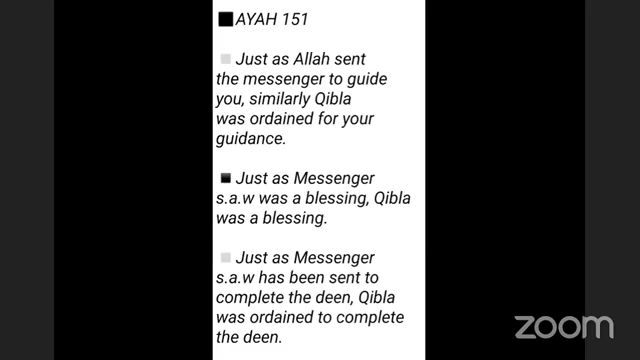 AYAH 151
Just as Allah sent
the messenger to guide
you, similarly Qibla
was ordained for your
guidance.
Just as Messenger
s.a.w was a blessing, Qibla
was a blessing.
Just as Messenger
s.a.w has been sent to
complete the deen, Qibla
was ordained to complete
the deen.
zoom